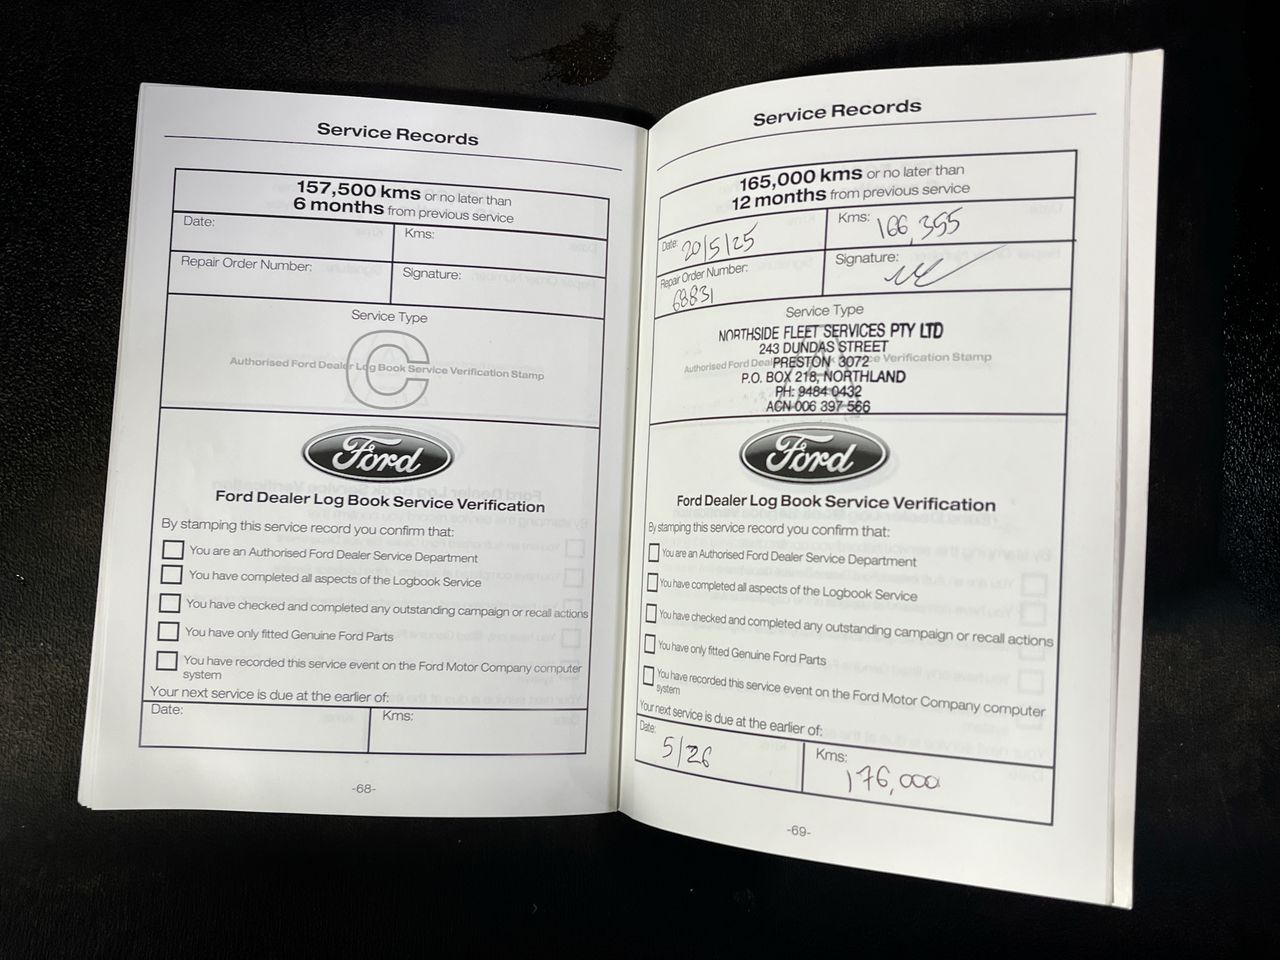 Service Records
157,500 kms or no later than
6 months from previous service
Date:
Kms:
Repair Order Number:
Signature:
Service Type
C
Authorised Ford Dealer Log Book Service Verification Stamp
Ford
Ford Dealer Log Book Service Verification
By stamping this service record you confirm that:
You are an Authorised Ford Dealer Service Department
You have completed all aspects of the Logbook Service
You have checked and completed any outstanding campaign or recall actions
You have only fitted Genuine Ford Parts
You have recorded this service event on the Ford Motor Company computer
system
Your next service is due at the earlier of:
Date:
Kms:
-68-
Service Records
165,000 kms or no later than
12 months from previous service
Date: 20/5/25
Kms: 166,355
Repair Order Number:
68831
Signature:
Service Type
NORTHSIDE FLEET SERVICES PTY LTD
243 DUNDAS STREET
PRESTON 3072
Authorised Ford Dealer Book Service Verification Stamp
P.O. BOX 218, NORTHLAND
PH: 9484 0432
ACN 006 397 566
Ford
Ford Dealer Log Book Service Verification
By stamping this service record you confirm that:
You are an Authorised Ford Dealer Service Department
You have completed all aspects of the Logbook Service
You have checked and completed any outstanding campaign or recall actions
You have only fitted Genuine Ford Parts
You have recorded this service event on the Ford Motor Company computer
system
Your next service is due at the earlier of:
Date: 5/26
Kms: 176,000
-69-